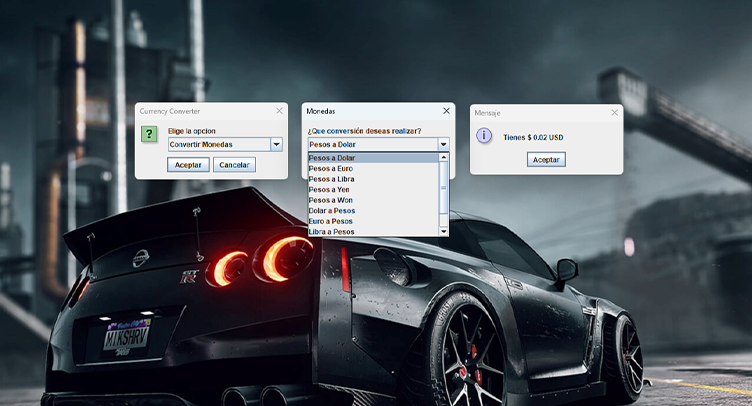 Currency Converter
Elige la opcion
Convertir Monedas
Aceptar
Cancelar
Monedas
¿Que conversión deseas realizar?
Pesos a Dolar
Pesos a Dolar
Pesos a Euro
Pesos a Libra
Pesos a Yen
Pesos a Won
Dolar a Pesos
Euro a Pesos
Libra a Pesos
Mensaje
Tienes $ 0.02 USD
Aceptar
MTKSHRV